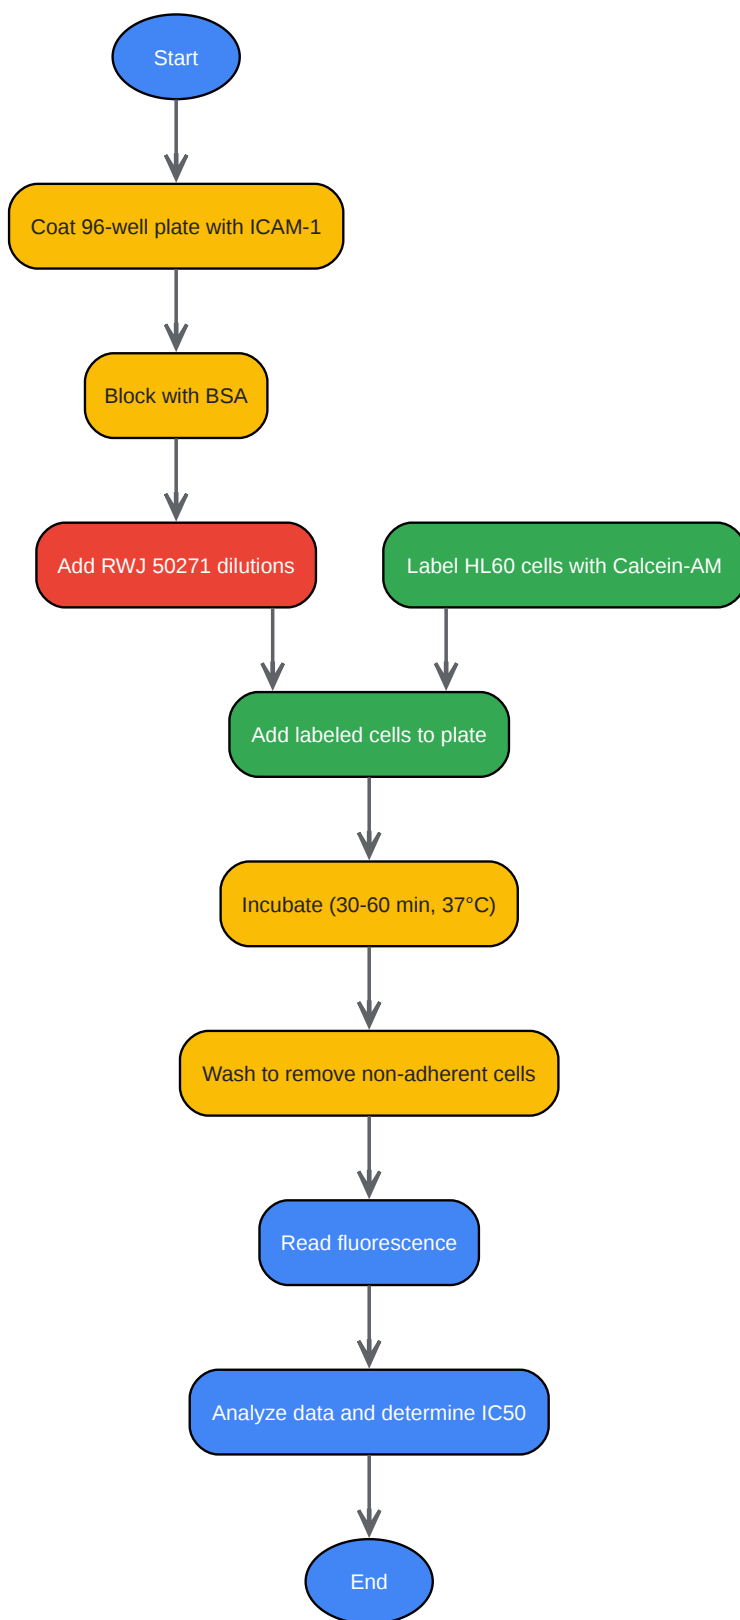 Start
Coat 96-well plate with ICAM-1
Block with BSA
Add RWJ 50271 dilutions
Label HL60 cells with Calcein-AM
Add labeled cells to plate
Incubate (30-60 min, 37°C)
Wash to remove non-adherent cells
Read fluorescence
Analyze data and determine IC50
End